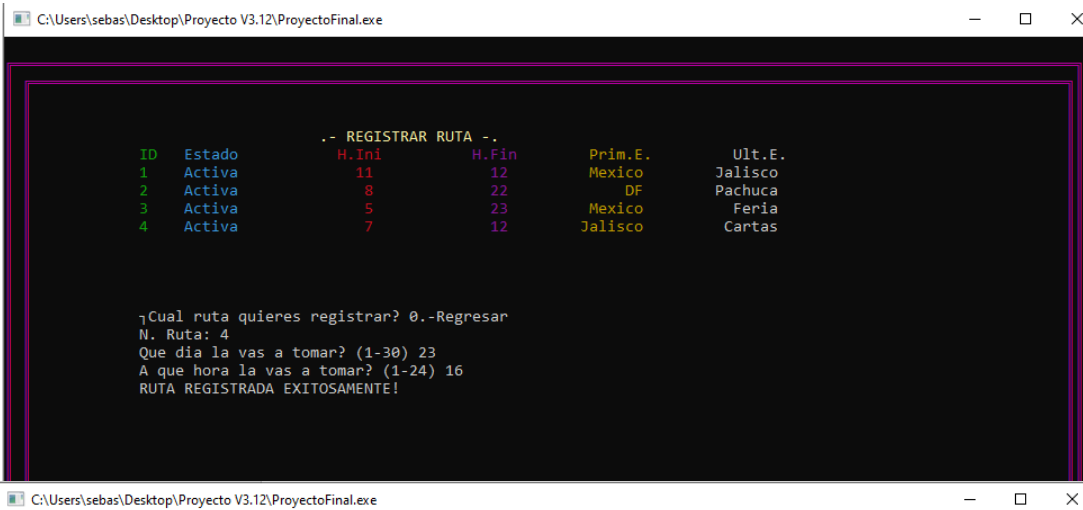 C:\Users\sebas\Desktop\Proyecto V3.12\ProyectoFinal.exe
.- REGISTRAR RUTA -.
ID Estado H.Ini H.Fin Prim.E. Ult.E.
1 Activa 11 12 Mexico Jalisco
2 Activa 8 22 DF Pachuca
3 Activa 5 23 Mexico Feria
4 Activa 7 12 Jalisco Cartas
┐Cual ruta quieres registrar? 0.-Regresar
N. Ruta: 4
Que dia la vas a tomar? (1-30) 23
A que hora la vas a tomar? (1-24) 16
RUTA REGISTRADA EXITOSAMENTE!
C:\Users\sebas\Desktop\Proyecto V3.12\ProyectoFinal.exe